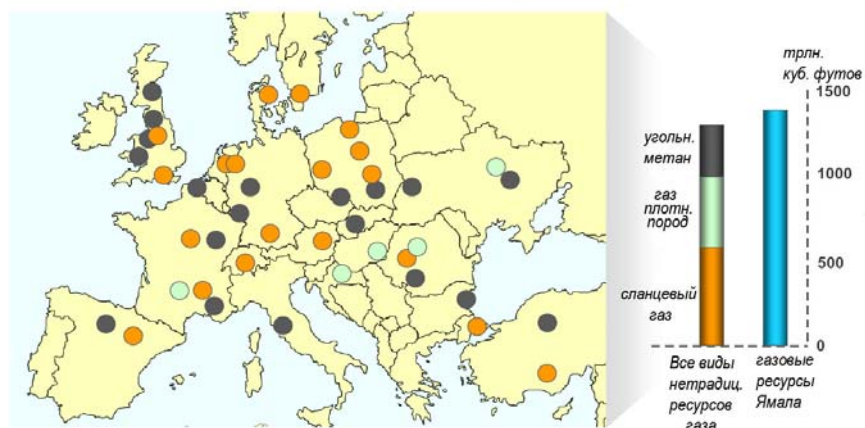 трлн.
куб. футов
1500
угольн.
метан
1000
газ
плотн.
пород
500
сланцевый
газ
0
Все виды
нетрадиц.
ресурсов
газа
газовые
ресурсы
Ямала